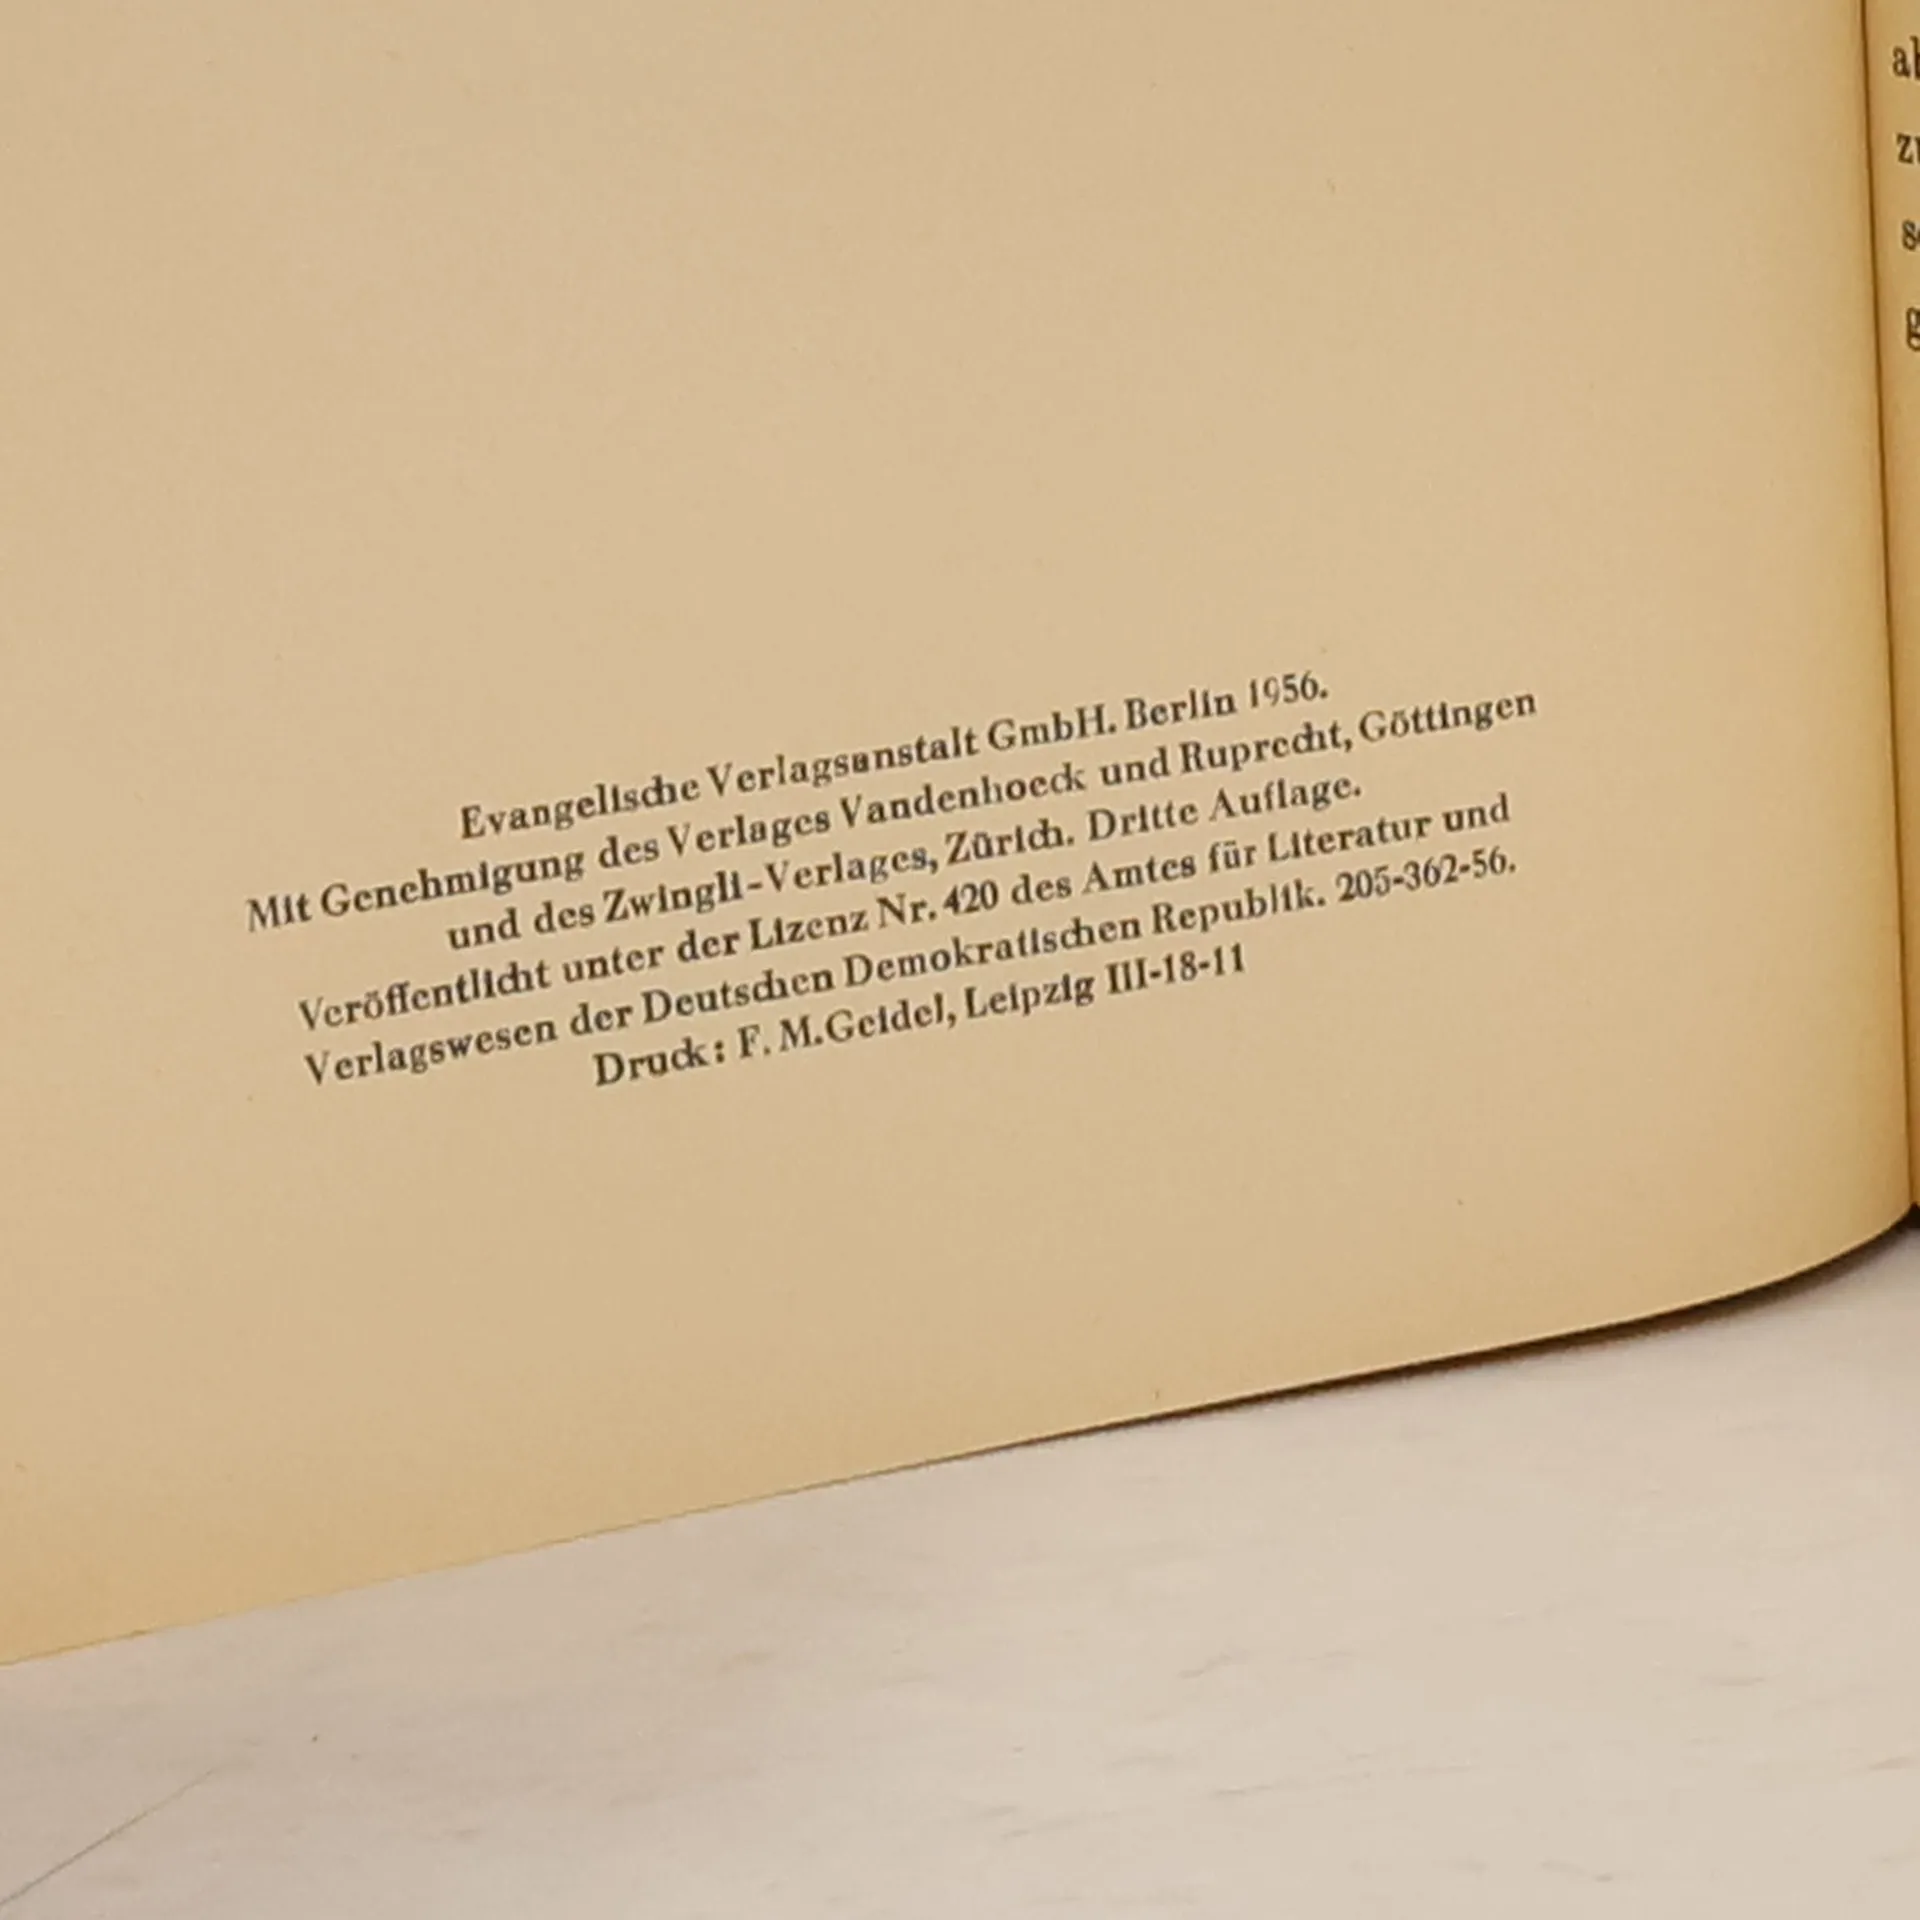 Evangelische Verlagsanstalt GmbH. Berlin 1956.
Mit Genehmigung des Verlages Vandenhoeck und Ruprecht, Göttingen
und des Zwingli-Verlages, Zürich. Dritte Auflage.
Veröffentlicht unter der Lizenz Nr. 420 des Amtes für Literatur und
Verlagswesen der Deutschen Demokratischen Republik. 205-362-56.
Druck: F. M. Geidel, Leipzig III-18-11